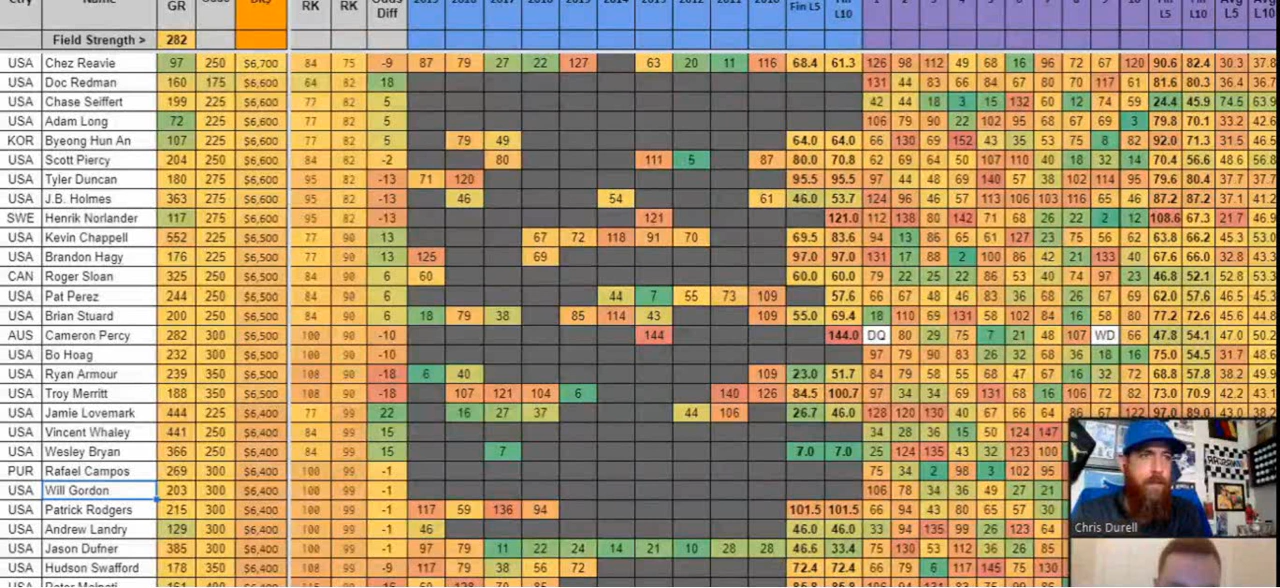 Field Strength > 282
USA Chez Reavie 97 250 $6,700 84 75 -9 87 79 27 22 127 63 20 11 116 68.4 61.3 126 98 112 49 68 16 96 72 67 120 90.6 82.4 30.3 37.8
USA Doc Redman 160 175 $6,600 64 82 18 131 44 83 66 84 67 80 70 117 61 81.6 80.3 36.4 36.7
USA Chase Seiffert 199 225 $6,600 77 82 5 42 44 18 3 15 132 60 12 74 59 24.4 45.9 74.5 63.9
USA Adam Long 72 225 $6,600 77 82 5 106 79 90 22 102 95 68 67 69 3 79.8 70.1 33.2 42.6
KOR Byeong Hun An 107 225 $6,600 77 82 5 79 49 64.0 64.0 66 130 69 152 43 35 53 75 8 82 92.0 71.3 31.5 46.5
USA Scott Piercy 204 250 $6,600 84 82 -2 80 111 5 87 80.0 70.8 62 69 64 50 107 110 40 18 32 14 70.4 56.6 48.6 56.8
USA Tyler Duncan 180 275 $6,600 95 82 -13 71 120 95.5 95.5 97 44 48 69 140 57 38 102 114 95 79.6 80.4 37.7 37.7
USA J.B. Holmes 363 275 $6,600 95 82 -13 46 54 61 46.0 53.7 124 96 46 57 113 106 103 116 65 46 87.2 87.2 37.1 41.2
SWE Henrik Norlander 117 275 $6,600 95 82 -13 121 121.0 112 138 80 142 71 68 26 22 2 12 108.6 67.3 21.7 46.9
USA Kevin Chappell 552 225 $6,500 77 90 13 67 72 118 91 70 69.5 83.6 94 13 86 65 61 127 23 75 56 62 63.8 66.2 45.3 53.0
USA Brandon Hagy 176 225 $6,500 77 90 13 125 69 97.0 97.0 131 17 88 2 100 86 42 21 133 40 67.6 66.0 32.8 43.3
CAN Roger Sloan 325 250 $6,500 84 90 6 60 60.0 60.0 79 22 25 22 86 53 40 74 97 23 46.8 52.1 52.8 53.3
USA Pat Perez 244 250 $6,500 84 90 6 44 7 55 73 109 57.6 66 67 48 46 83 36 68 26 67 69 62.0 57.6 46.5 45.3
USA Brian Stuard 200 250 $6,500 84 90 6 18 79 38 85 114 43 109 55.0 69.4 18 110 69 131 58 102 84 16 58 80 77.2 72.6 45.6 44.8
AUS Cameron Percy 282 300 $6,500 100 90 -10 144 144.0 DQ 80 29 75 7 21 48 107 WD 66 47.8 54.1 47.0 50.2
USA Bo Hoag 232 300 $6,500 100 90 -10 97 79 90 83 26 32 68 36 18 16 75.0 54.5 31.7 48.6
USA Ryan Armour 239 350 $6,500 108 90 -18 6 40 109 23.0 51.7 84 79 58 55 68 47 67 16 32 72 68.8 57.8 38.2 49.9
USA Troy Merritt 188 350 $6,500 108 90 -18 107 121 104 6 140 126 84.5 100.7 97 34 34 69 131 68 16 106 72 82 73.0 70.9 42.2 43.1
USA Jamie Lovemark 444 225 $6,400 77 99 22 16 27 37 12 106 26.7 46.0 128 120 130 40 67 66 64 86 67 122 97.0 89.0 43.0 38.2
USA Vincent Whaley 441 250 $6,400 84 99 15 34 28 36 15 50 124 147
USA Wesley Bryan 366 250 $6,400 84 99 15 7 7.0 7.0 25 124 135 43 32 123 100
PUR Rafael Campos 269 300 $6,400 100 99 -1 75 34 2 98 3 102 95
USA Will Gordon 203 300 $6,400 100 99 -1 106 78 34 36 49 27 21
USA Patrick Rodgers 215 300 $6,400 100 99 -1 117 59 136 94 101.5 101.5 66 94 43 80 65 57 30
USA Andrew Landry 129 300 $6,400 100 99 -1 46 46.0 46.0 33 94 135 99 26 123 64
USA Jason Dufner 385 300 $6,400 100 99 -1 97 79 11 22 24 14 21 10 28 28 46.6 33.4 75 130 53 112 36 26 85
USA Hudson Swafford 178 350 $6,400 108 99 -9 117 79 38 56 72 72.4 72.4 66 79 6 117 145 75 130
Chris Durell